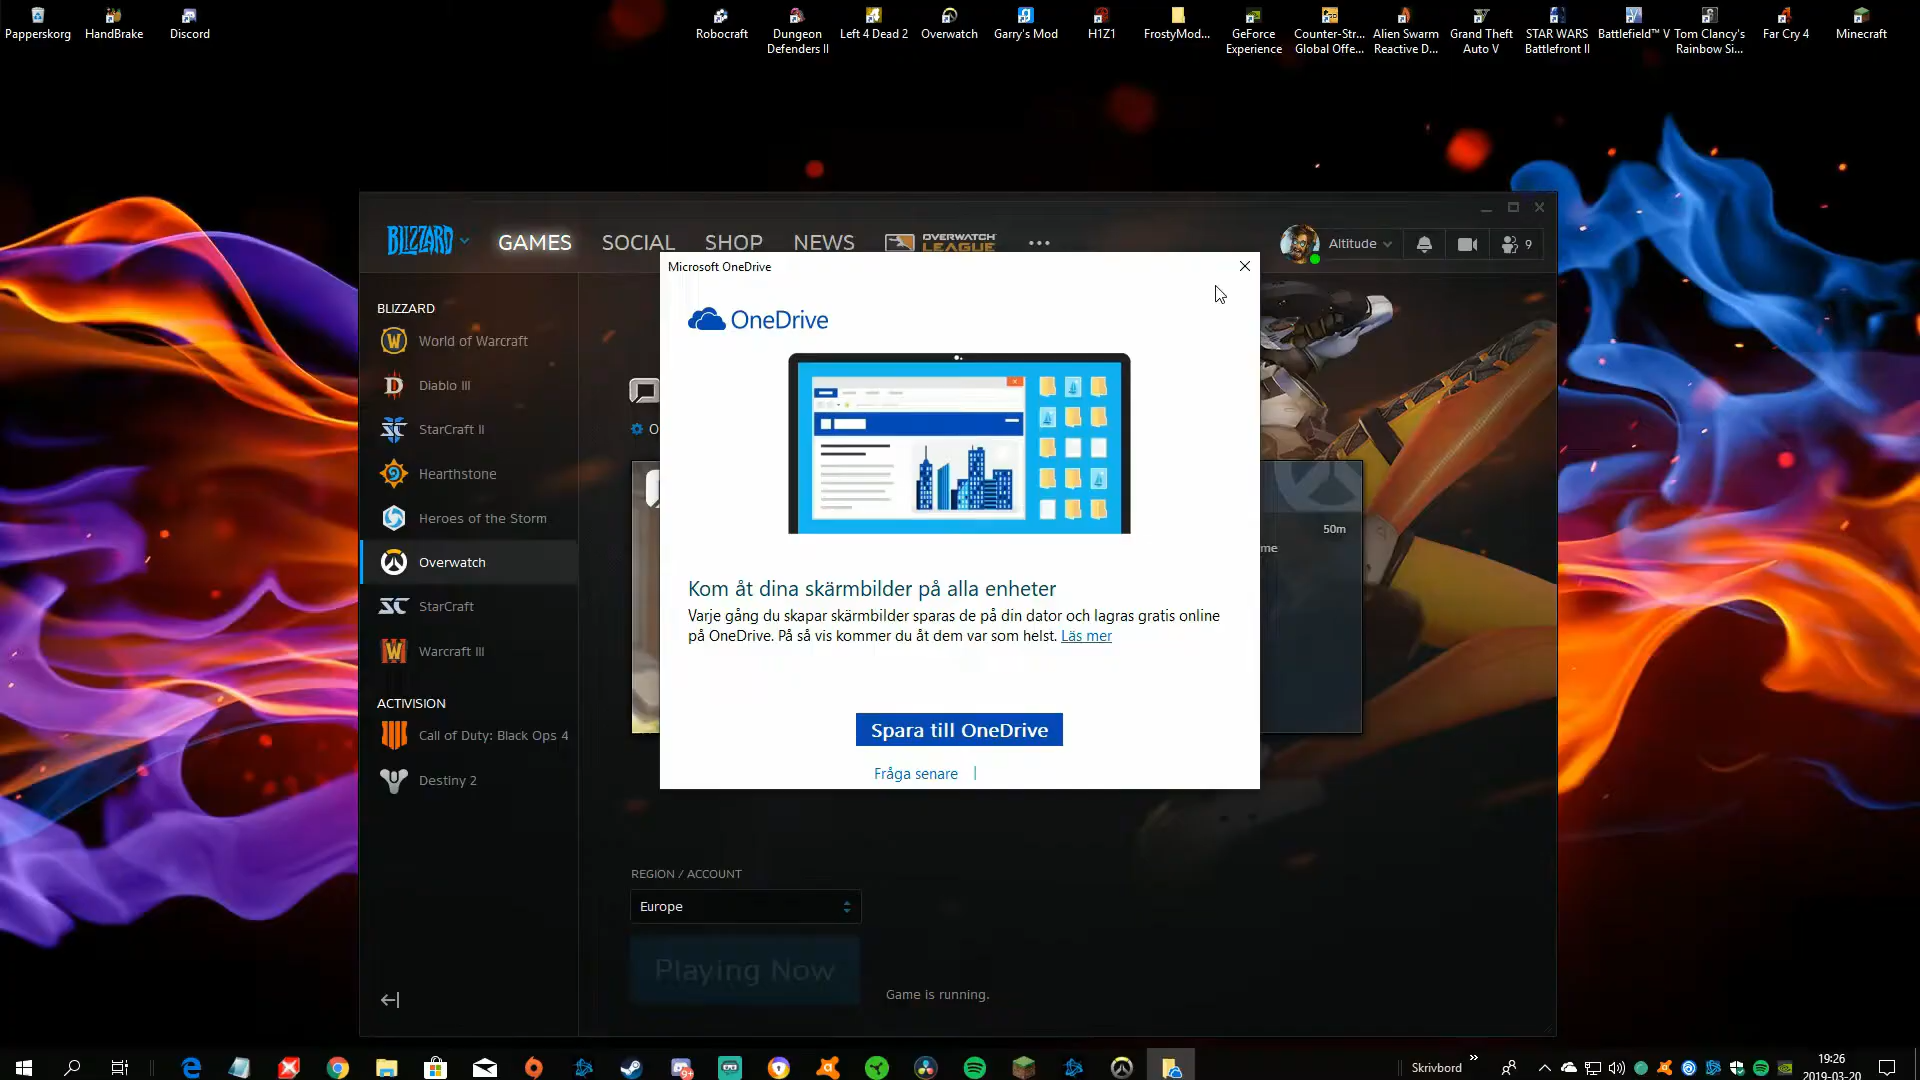 Papperskorg
HandBrake
Discord
Robocraft
Dungeon
Defenders II
Left 4 Dead 2
Overwatch
Garry's Mod
H1Z1
FrostyMod...
GeForce
Experience
Counter-Str...
Global Offe...
Alien Swarm
Reactive D...
Grand Theft
Auto V
STAR WARS
Battlefront II
Battlefield™ V
Tom Clancy's
Rainbow Si...
Far Cry 4
Minecraft
BLIZZARD
GAMES
SOCIAL
SHOP
NEWS
OVERWATCH
LEAGUE
Altitude
9
Microsoft OneDrive
OneDrive
BLIZZARD
World of Warcraft
Diablo III
StarCraft II
Hearthstone
Heroes of the Storm
Overwatch
StarCraft
Warcraft III
ACTIVISION
Call of Duty: Black Ops 4
Destiny 2
O
50m
me
Kom åt dina skärmbilder på alla enheter
Varje gång du skapar skärmbilder sparas de på din dator och lagras gratis online
på OneDrive. På så vis kommer du åt dem var som helst. Läs mer
Spara till OneDrive
Fråga senare |
REGION / ACCOUNT
Europe
Playing Now
Game is running.
Skrivbord
19:26
2019-03-20